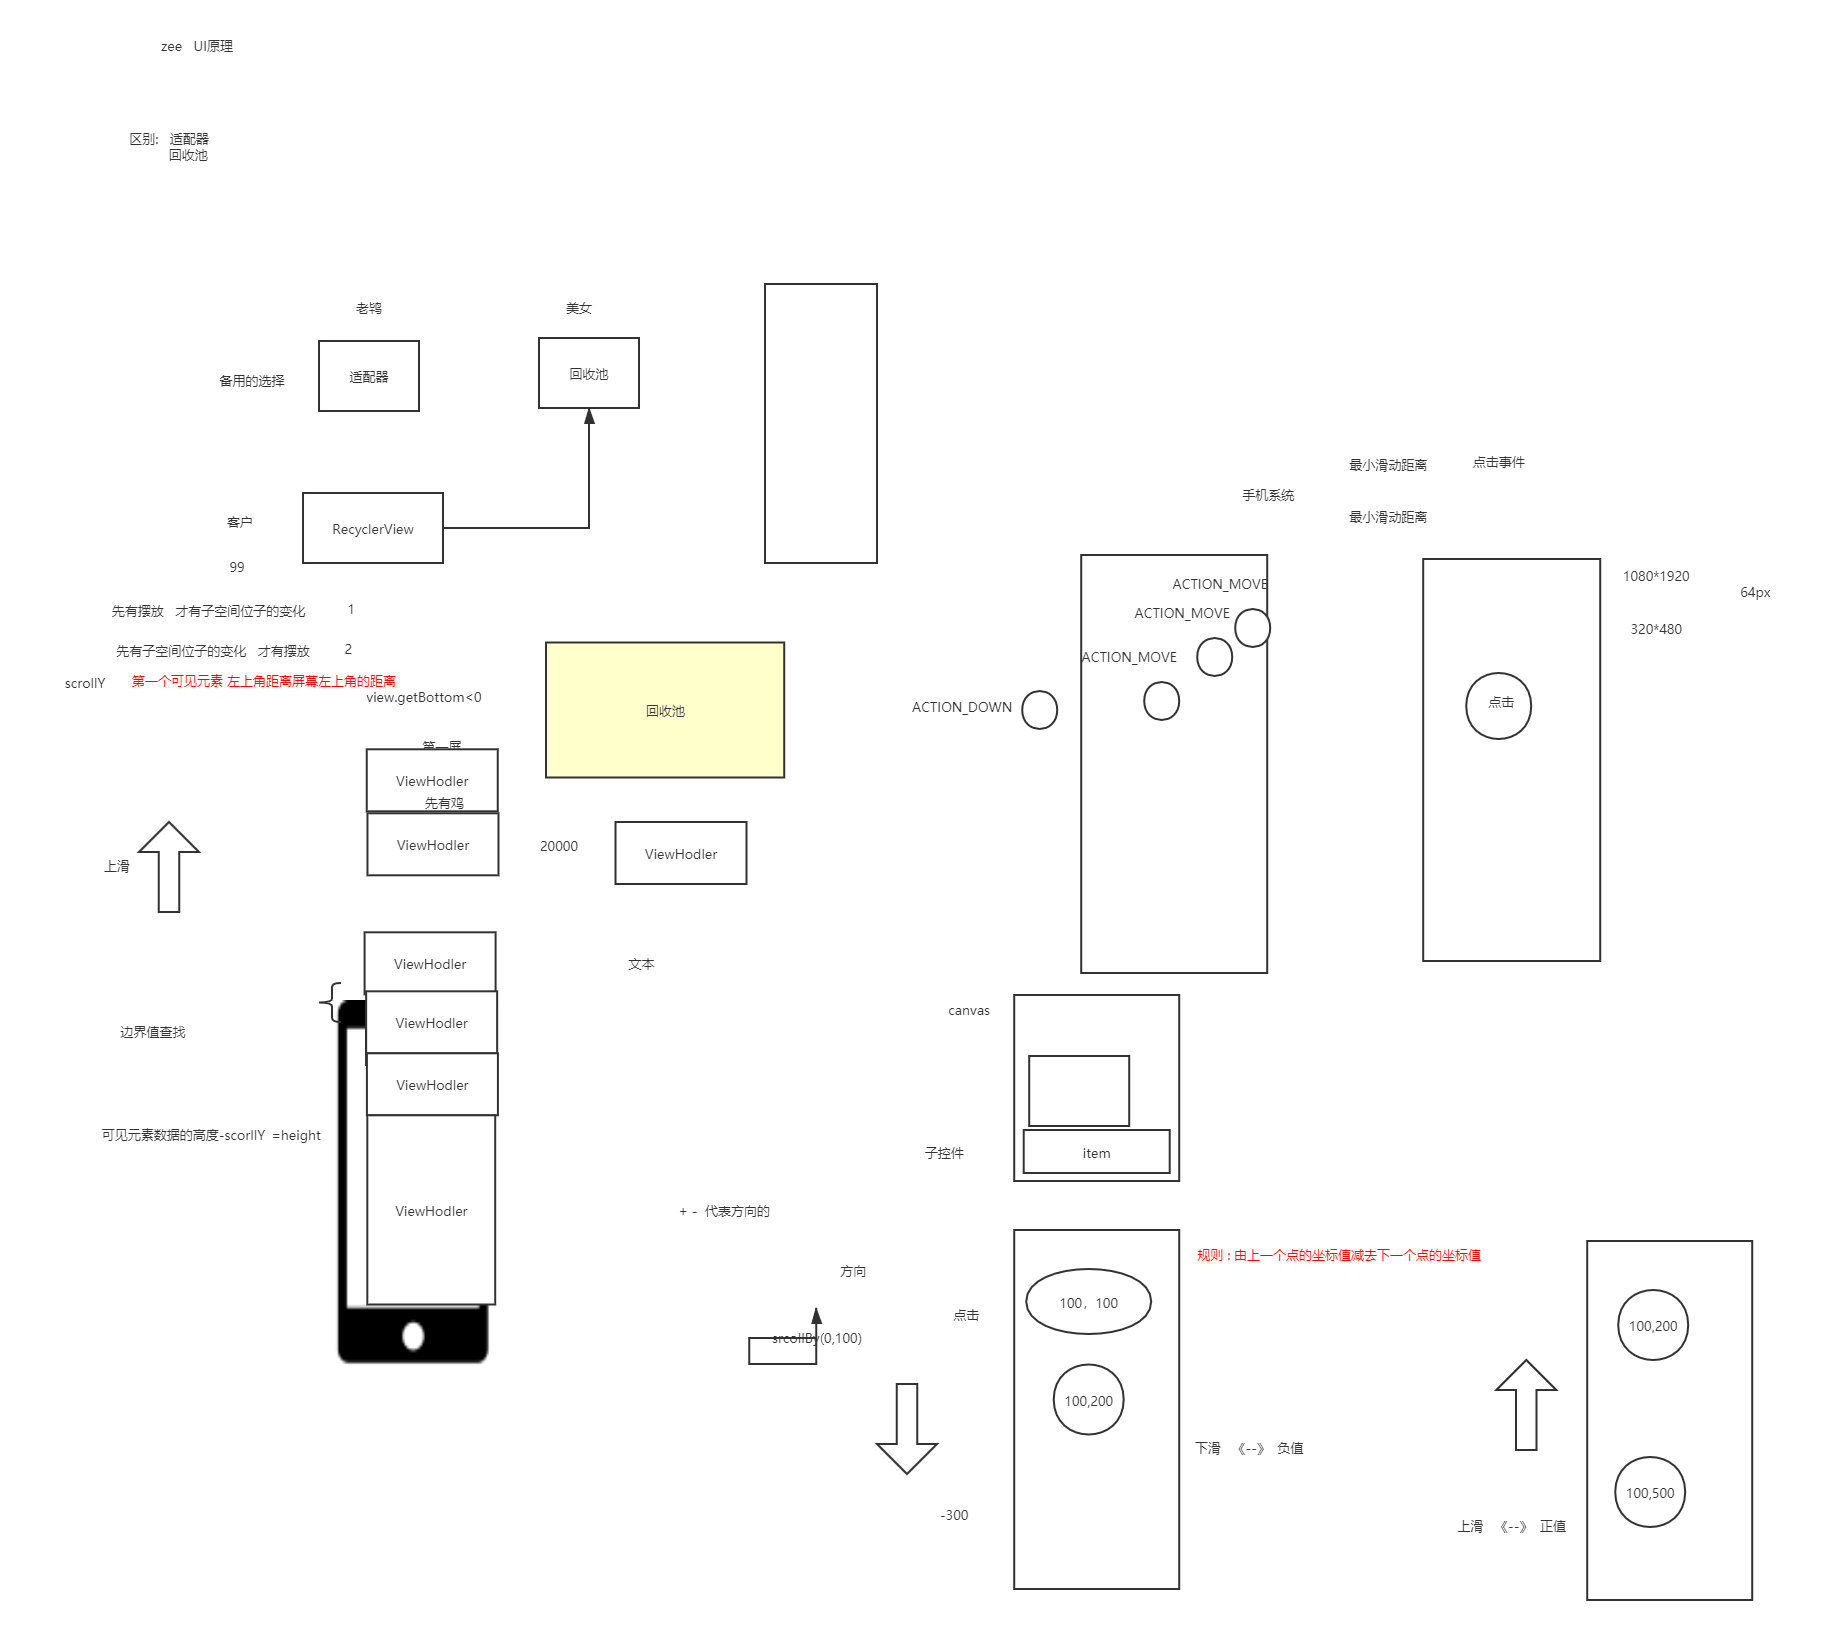 zee   UI原理
区别:   适配器
回收池
老鸨
美女
备用的选择
适配器
回收池
客户
RecyclerView
99
先有摆放   才有子空间位子的变化
1
先有子空间位子的变化   才有摆放
2
scrollY
第一个可见元素 左上角距离屏幕左上角的距离
view.getBottom<0
第一屏
回收池
ViewHodler
先有鸡
ViewHodler
20000
ViewHodler
上滑
ViewHodler
文本
ViewHodler
边界值查找
ViewHodler
可见元素数据的高度-scorllY  =height
ViewHodler
最小滑动距离
点击事件
手机系统
最小滑动距离
ACTION_MOVE
ACTION_MOVE
ACTION_MOVE
ACTION_DOWN
1080*1920
64px
320*480
点击
canvas
子控件
item
+ -  代表方向的
方向
srcollBy(0,100)
点击
规则 : 由上一个点的坐标值减去下一个点的坐标值
100，100
100,200
下滑   《--》  负值
-300
100,200
100,500
上滑   《--》  正值